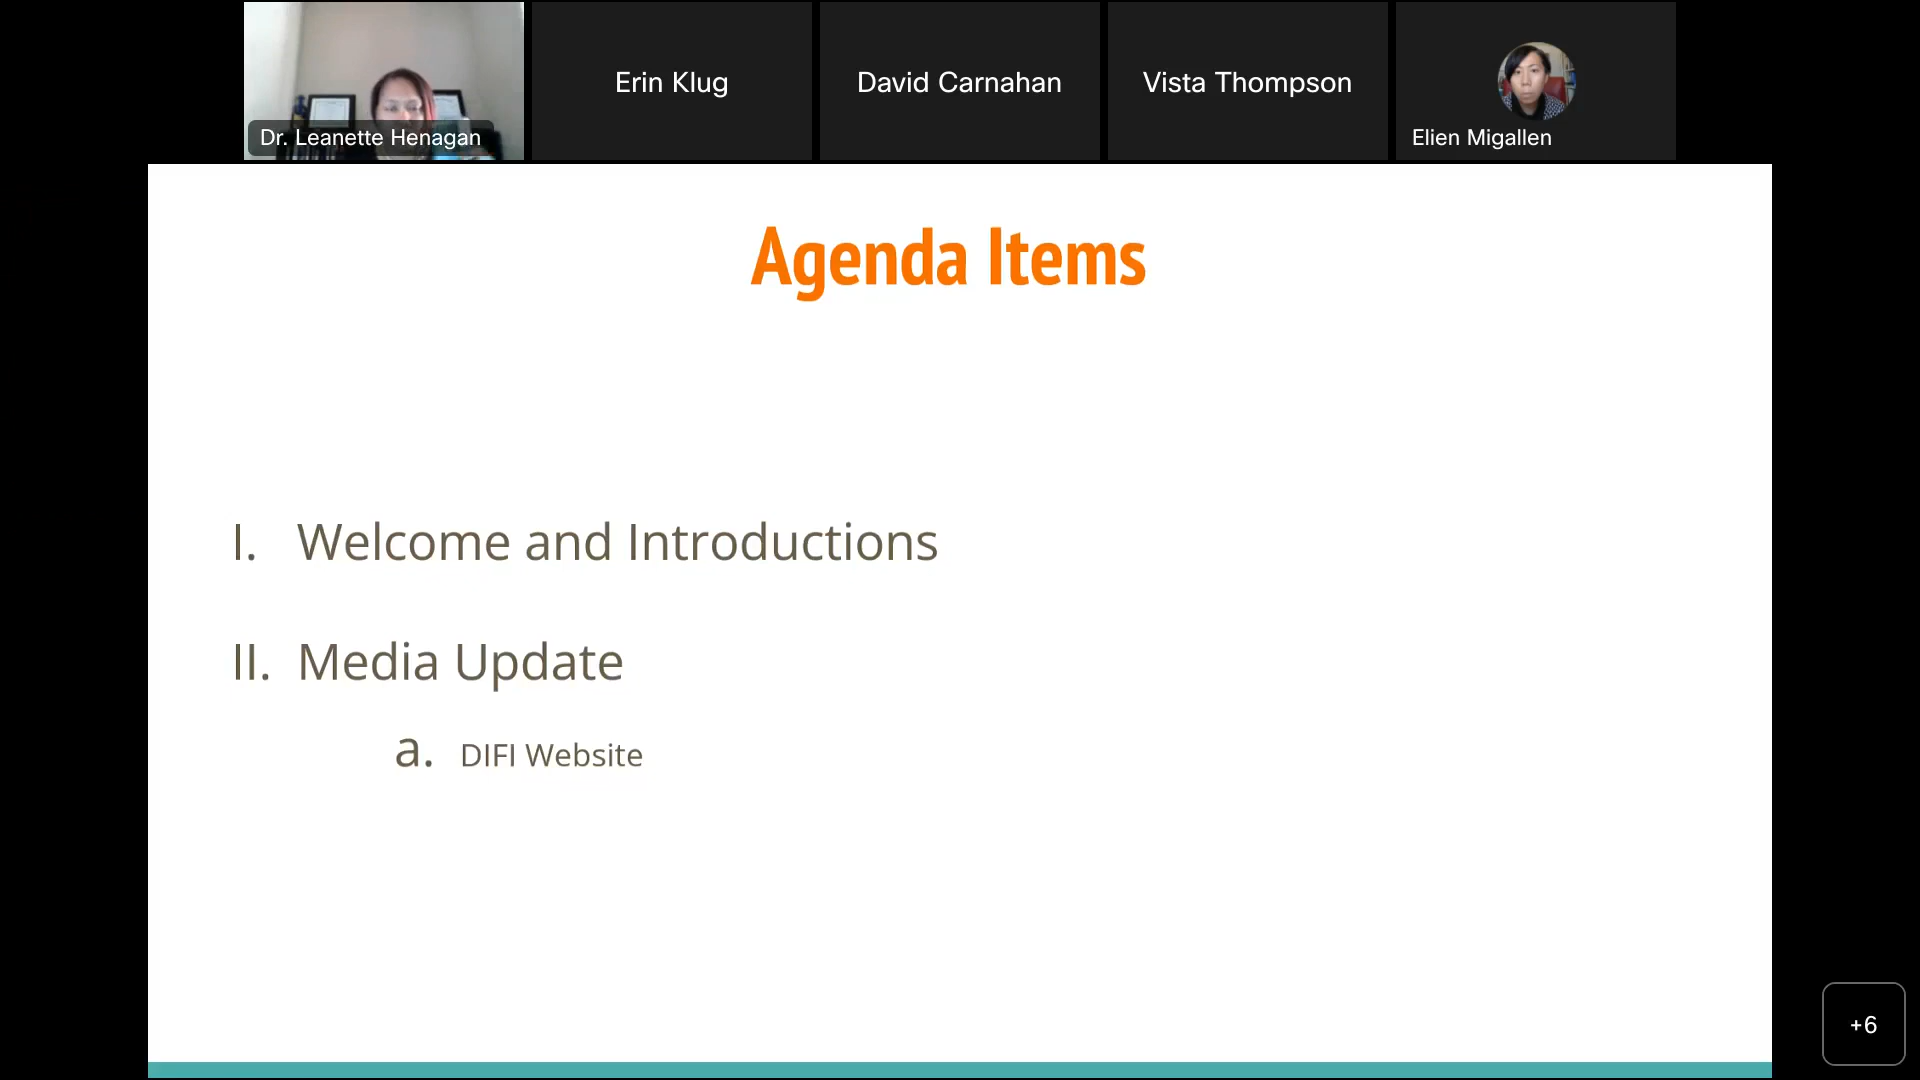 Dr. Leanette Henagan
Erin Klug
David Carnahan
Vista Thompson
Elien Migallen
Agenda Items
I. Welcome and Introductions
II. Media Update
a. DIFI Website
+6